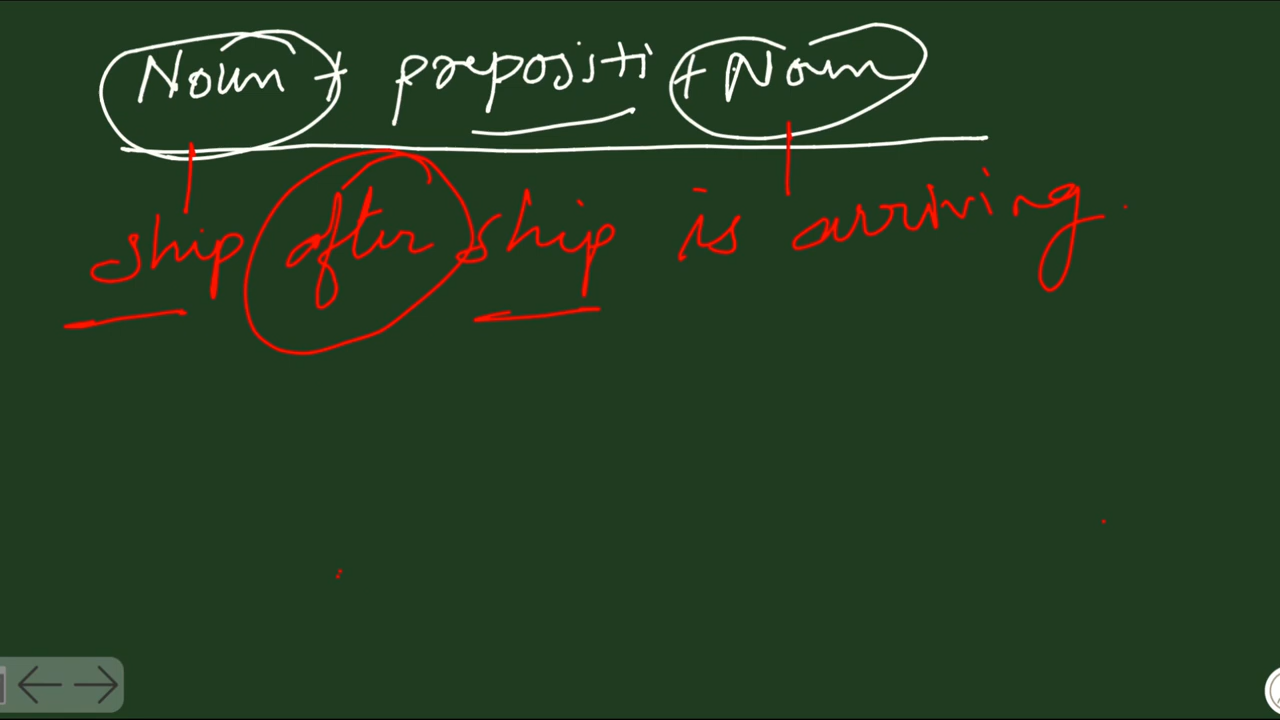 Noun + prepositi + Noun
ship after ship is arriving.